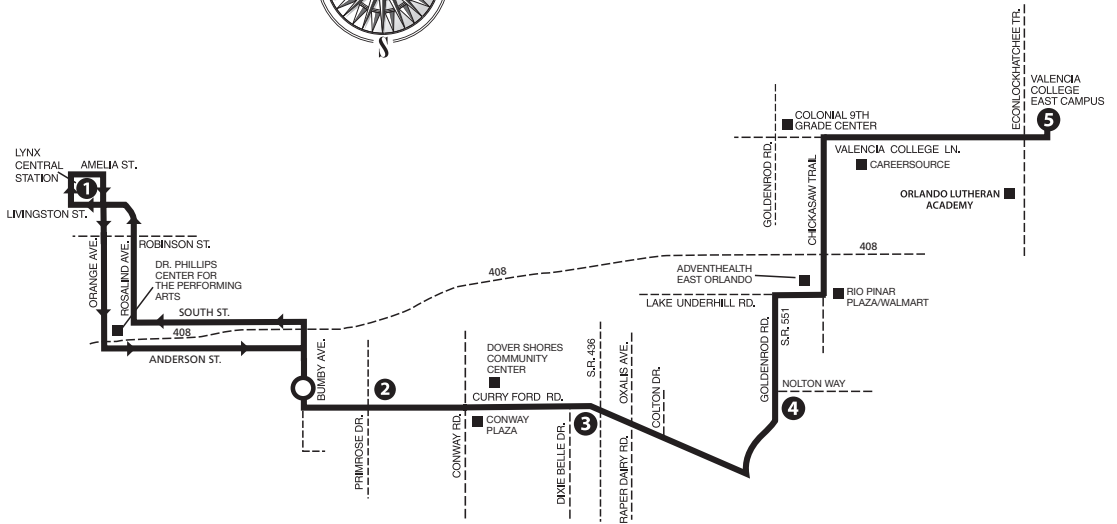 S
ECONLOCKHATCHEE TR.
VALENCIA
COLLEGE
EAST CAMPUS
5
COLONIAL 9TH
GRADE CENTER
GOLDENROD RD.
VALENCIA COLLEGE LN.
CAREERSOURCE
CHICKASAW TRAIL
ORLANDO LUTHERAN
ACADEMY
LYNX
CENTRAL
STATION
AMELIA ST.
1
LIVINGSTON ST.
ORANGE AVE.
ROSALIND AVE.
ROBINSON ST.
DR. PHILLIPS
CENTER FOR
THE PERFORMING
ARTS
SOUTH ST.
408
ANDERSON ST.
408
408
ADVENTHEALTH
EAST ORLANDO
LAKE UNDERHILL RD.
RIO PINAR
PLAZA/WALMART
GOLDENROD RD.
S.R. 551
NOLTON WAY
4
BUMBY AVE.
2
PRIMROSE DR.
DOVER SHORES
COMMUNITY
CENTER
CURRY FORD RD.
CONWAY RD.
CONWAY
PLAZA
DIXIE BELLE DR.
3
S.R. 436
OXALIS AVE.
RAPER DAIRY RD.
COLTON DR.